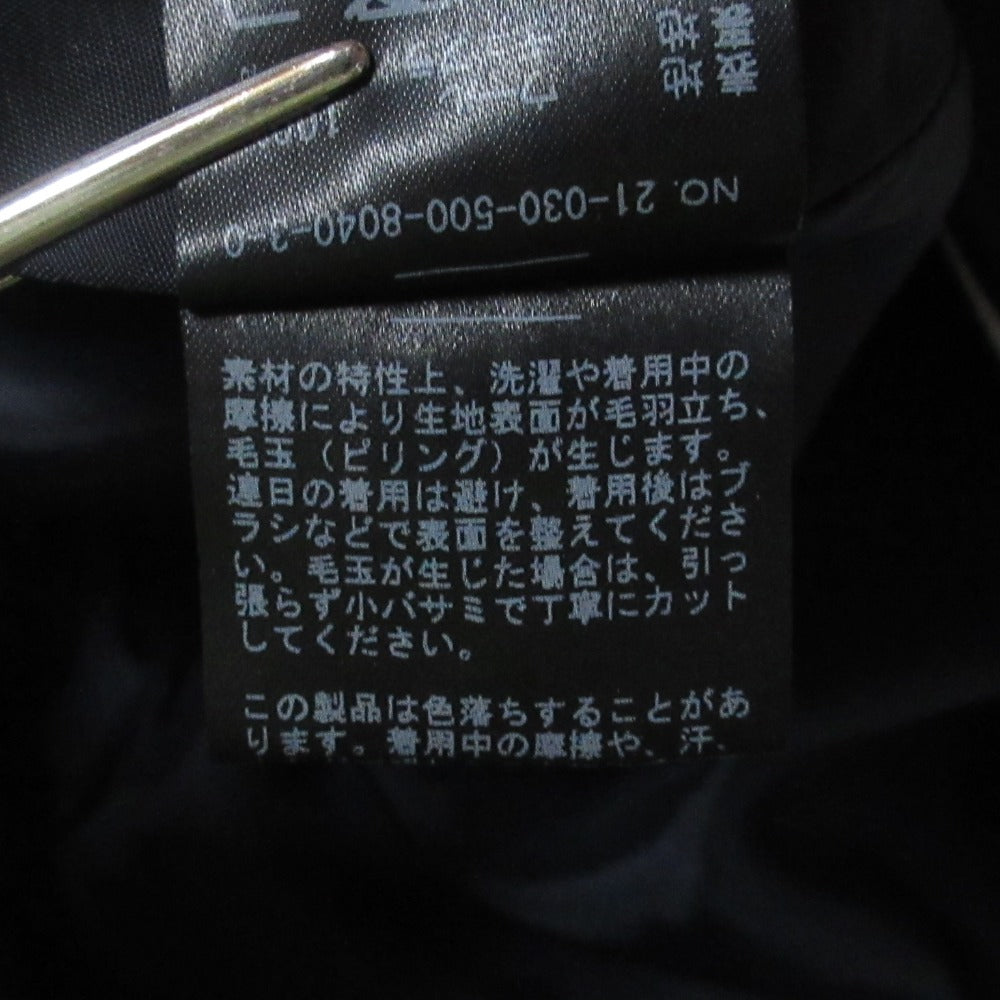 表地
裏地
NO. 21-030-500-8040-3-0
素材の特性上、洗濯や着用中の
摩擦により生地表面が毛羽立ち、
毛玉（ピリング）が生じます。
連日の着用は避け、着用後はブ
ラシなどで表面を整えてくださ
い。毛玉が生じた場合は、引っ
張らず小バサミで丁寧にカット
してください。
この製品は色落ちすることがあ
ります。着用中の摩擦や、汗、